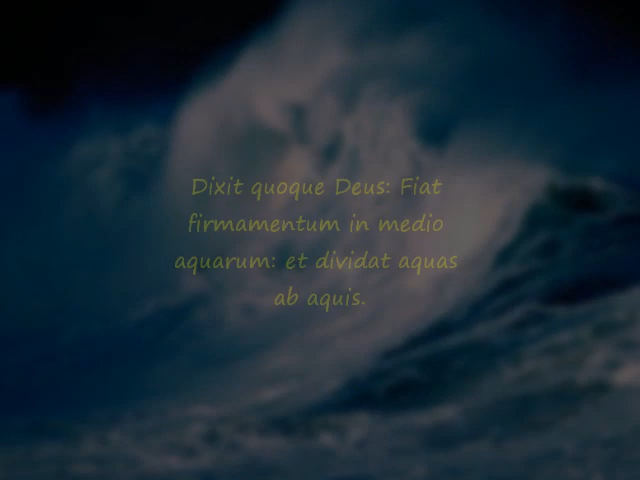 Dixit quoque Deus: Fiat
firmamentum in medio
aquarum: et dividat aquas
ab aquis.